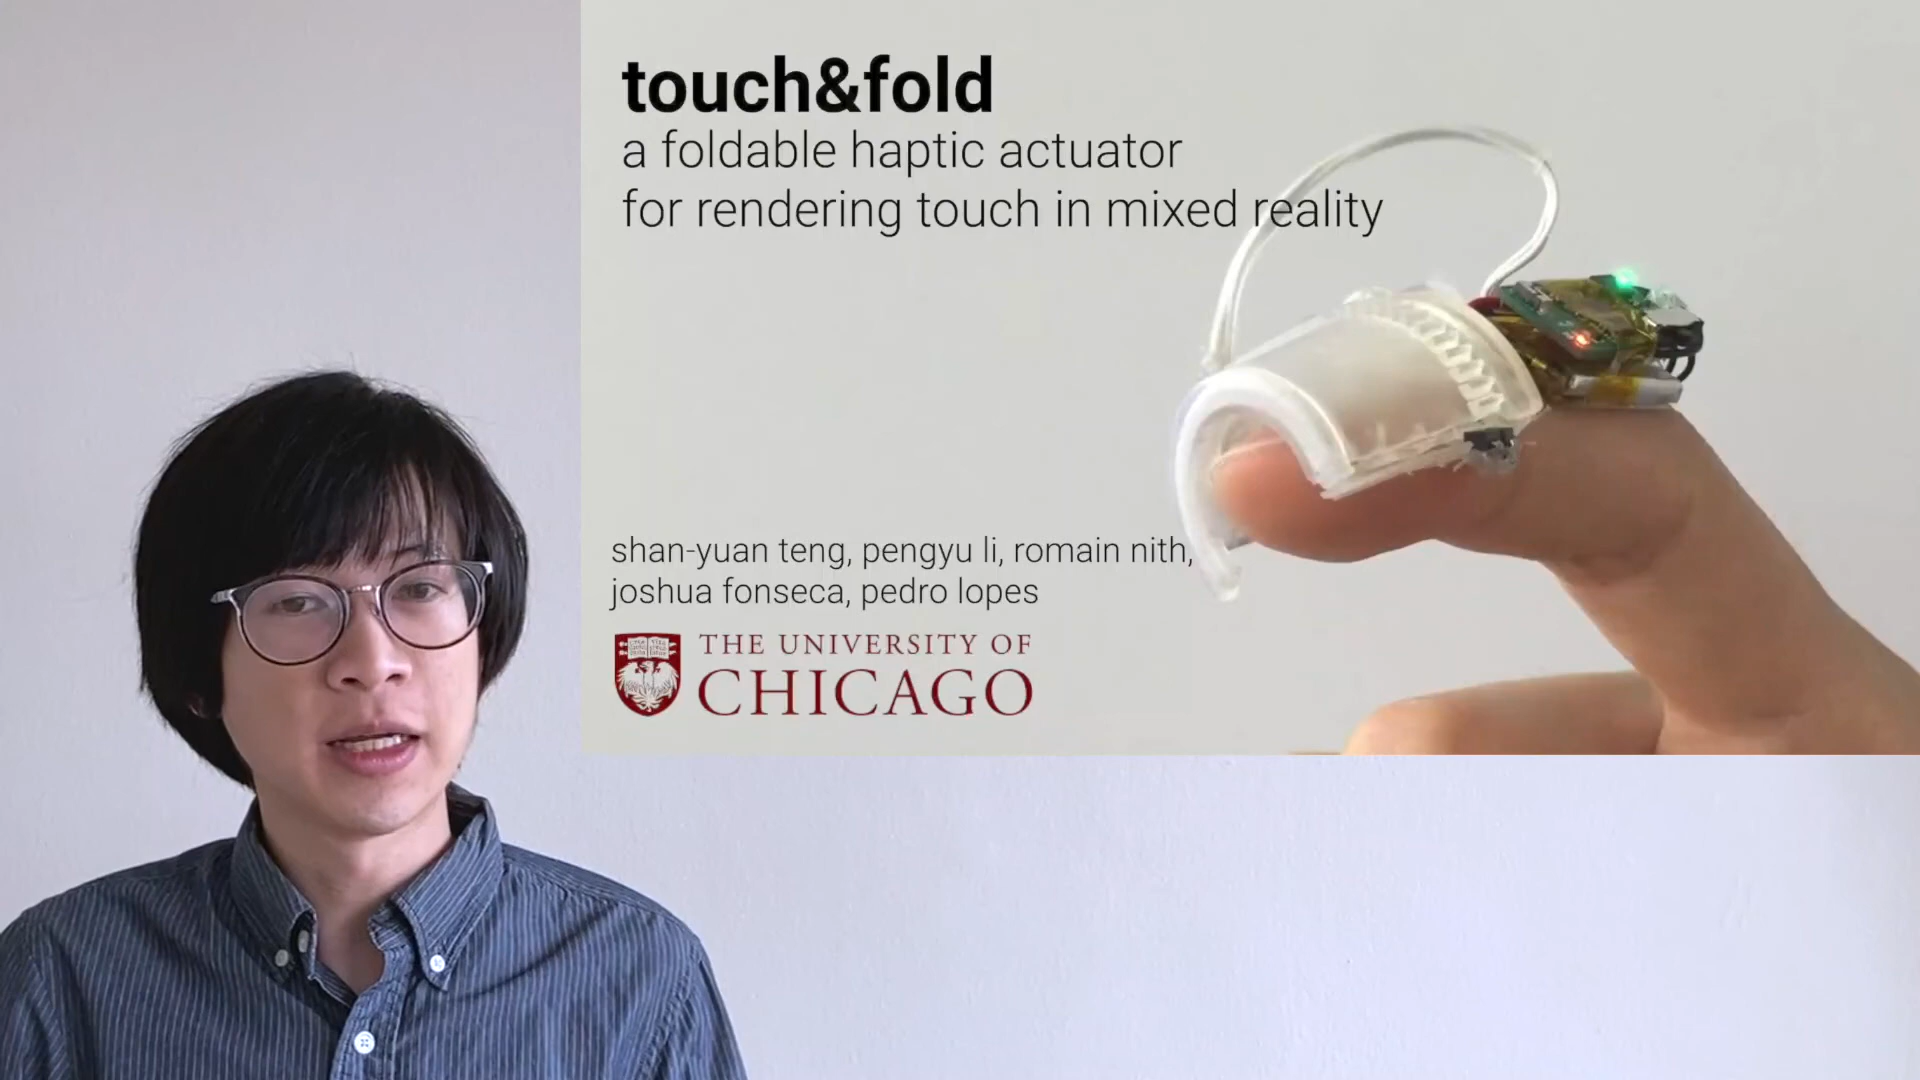 touch&fold
a foldable haptic actuator
for rendering touch in mixed reality
shan-yuan teng, pengyu li, romain nith,
joshua fonseca, pedro lopes
THE UNIVERSITY OF
CHICAGO